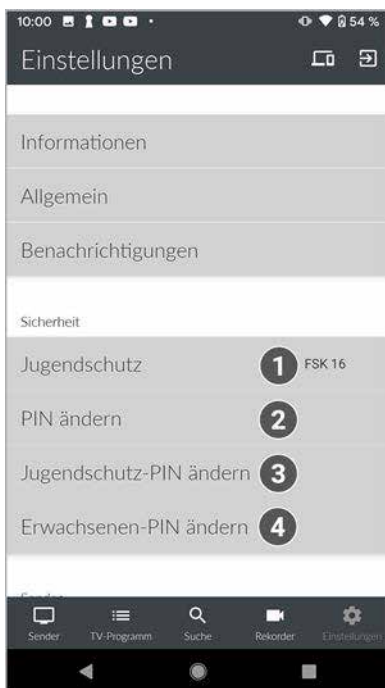 10:00 54 %
Einstellungen
Informationen
Allgemein
Benachrichtigungen
Sicherheit
Jugendschutz 1 FSK 16
PIN ändern 2
Jugendschutz-PIN ändern 3
Erwachsenen-PIN ändern 4
Sender
Sender TV-Programm Suche Rekorder Einstellungen